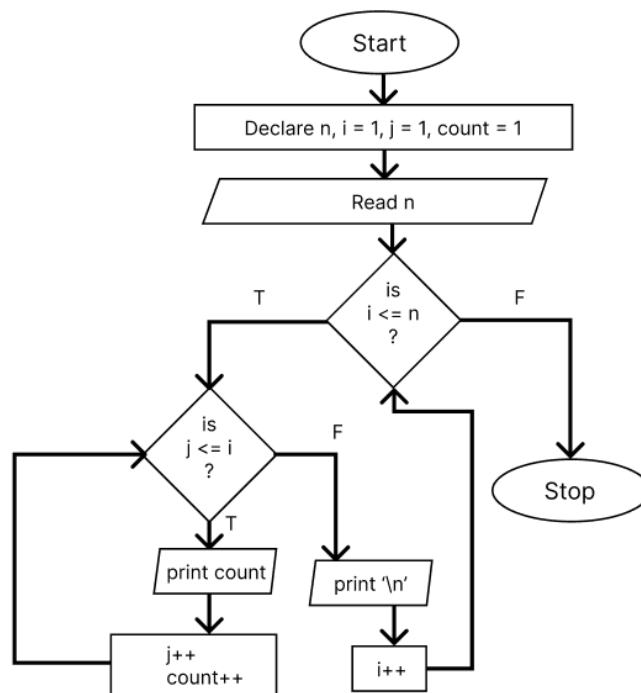 Start
Declare n, i = 1, j = 1, count = 1
Read n
is
i <= n
?
T
F
is
j <= i
?
F
T
Stop
print count
print ‘\n’
j++
count++
i++